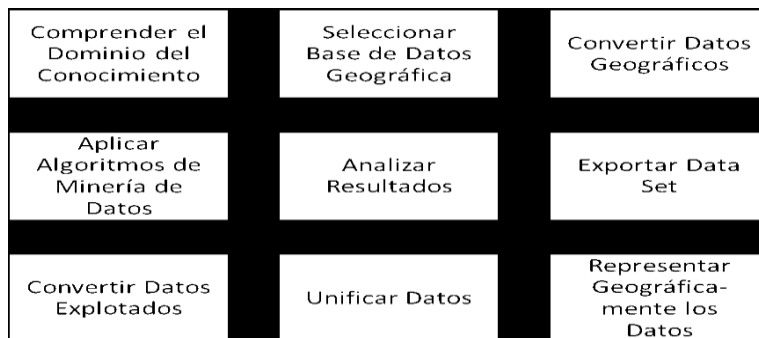 Comprender el
Dominio del
Conocimiento
Seleccionar
Base de Datos
Geográfica
Convertir Datos
Geográficos
Aplicar
Algoritmos de
Minería de
Datos
Analizar
Resultados
Exportar Data
Set
Convertir Datos
Explotados
Unificar Datos
Representar
Geográfica-
mente los
Datos